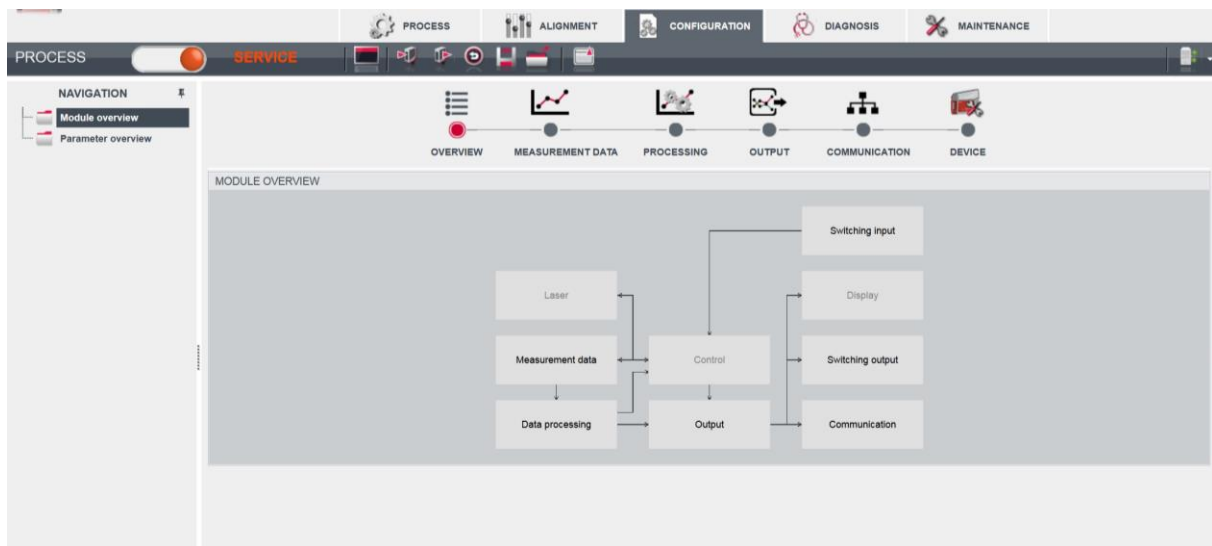 PROCESS
ALIGNMENT
CONFIGURATION
DIAGNOSIS
MAINTENANCE
PROCESS
SERVICE
NAVIGATION
Module overview
Parameter overview
OVERVIEW
MEASUREMENT DATA
PROCESSING
OUTPUT
COMMUNICATION
DEVICE
MODULE OVERVIEW
Switching input
Laser
Display
Measurement data
Control
Switching output
Data processing
Output
Communication